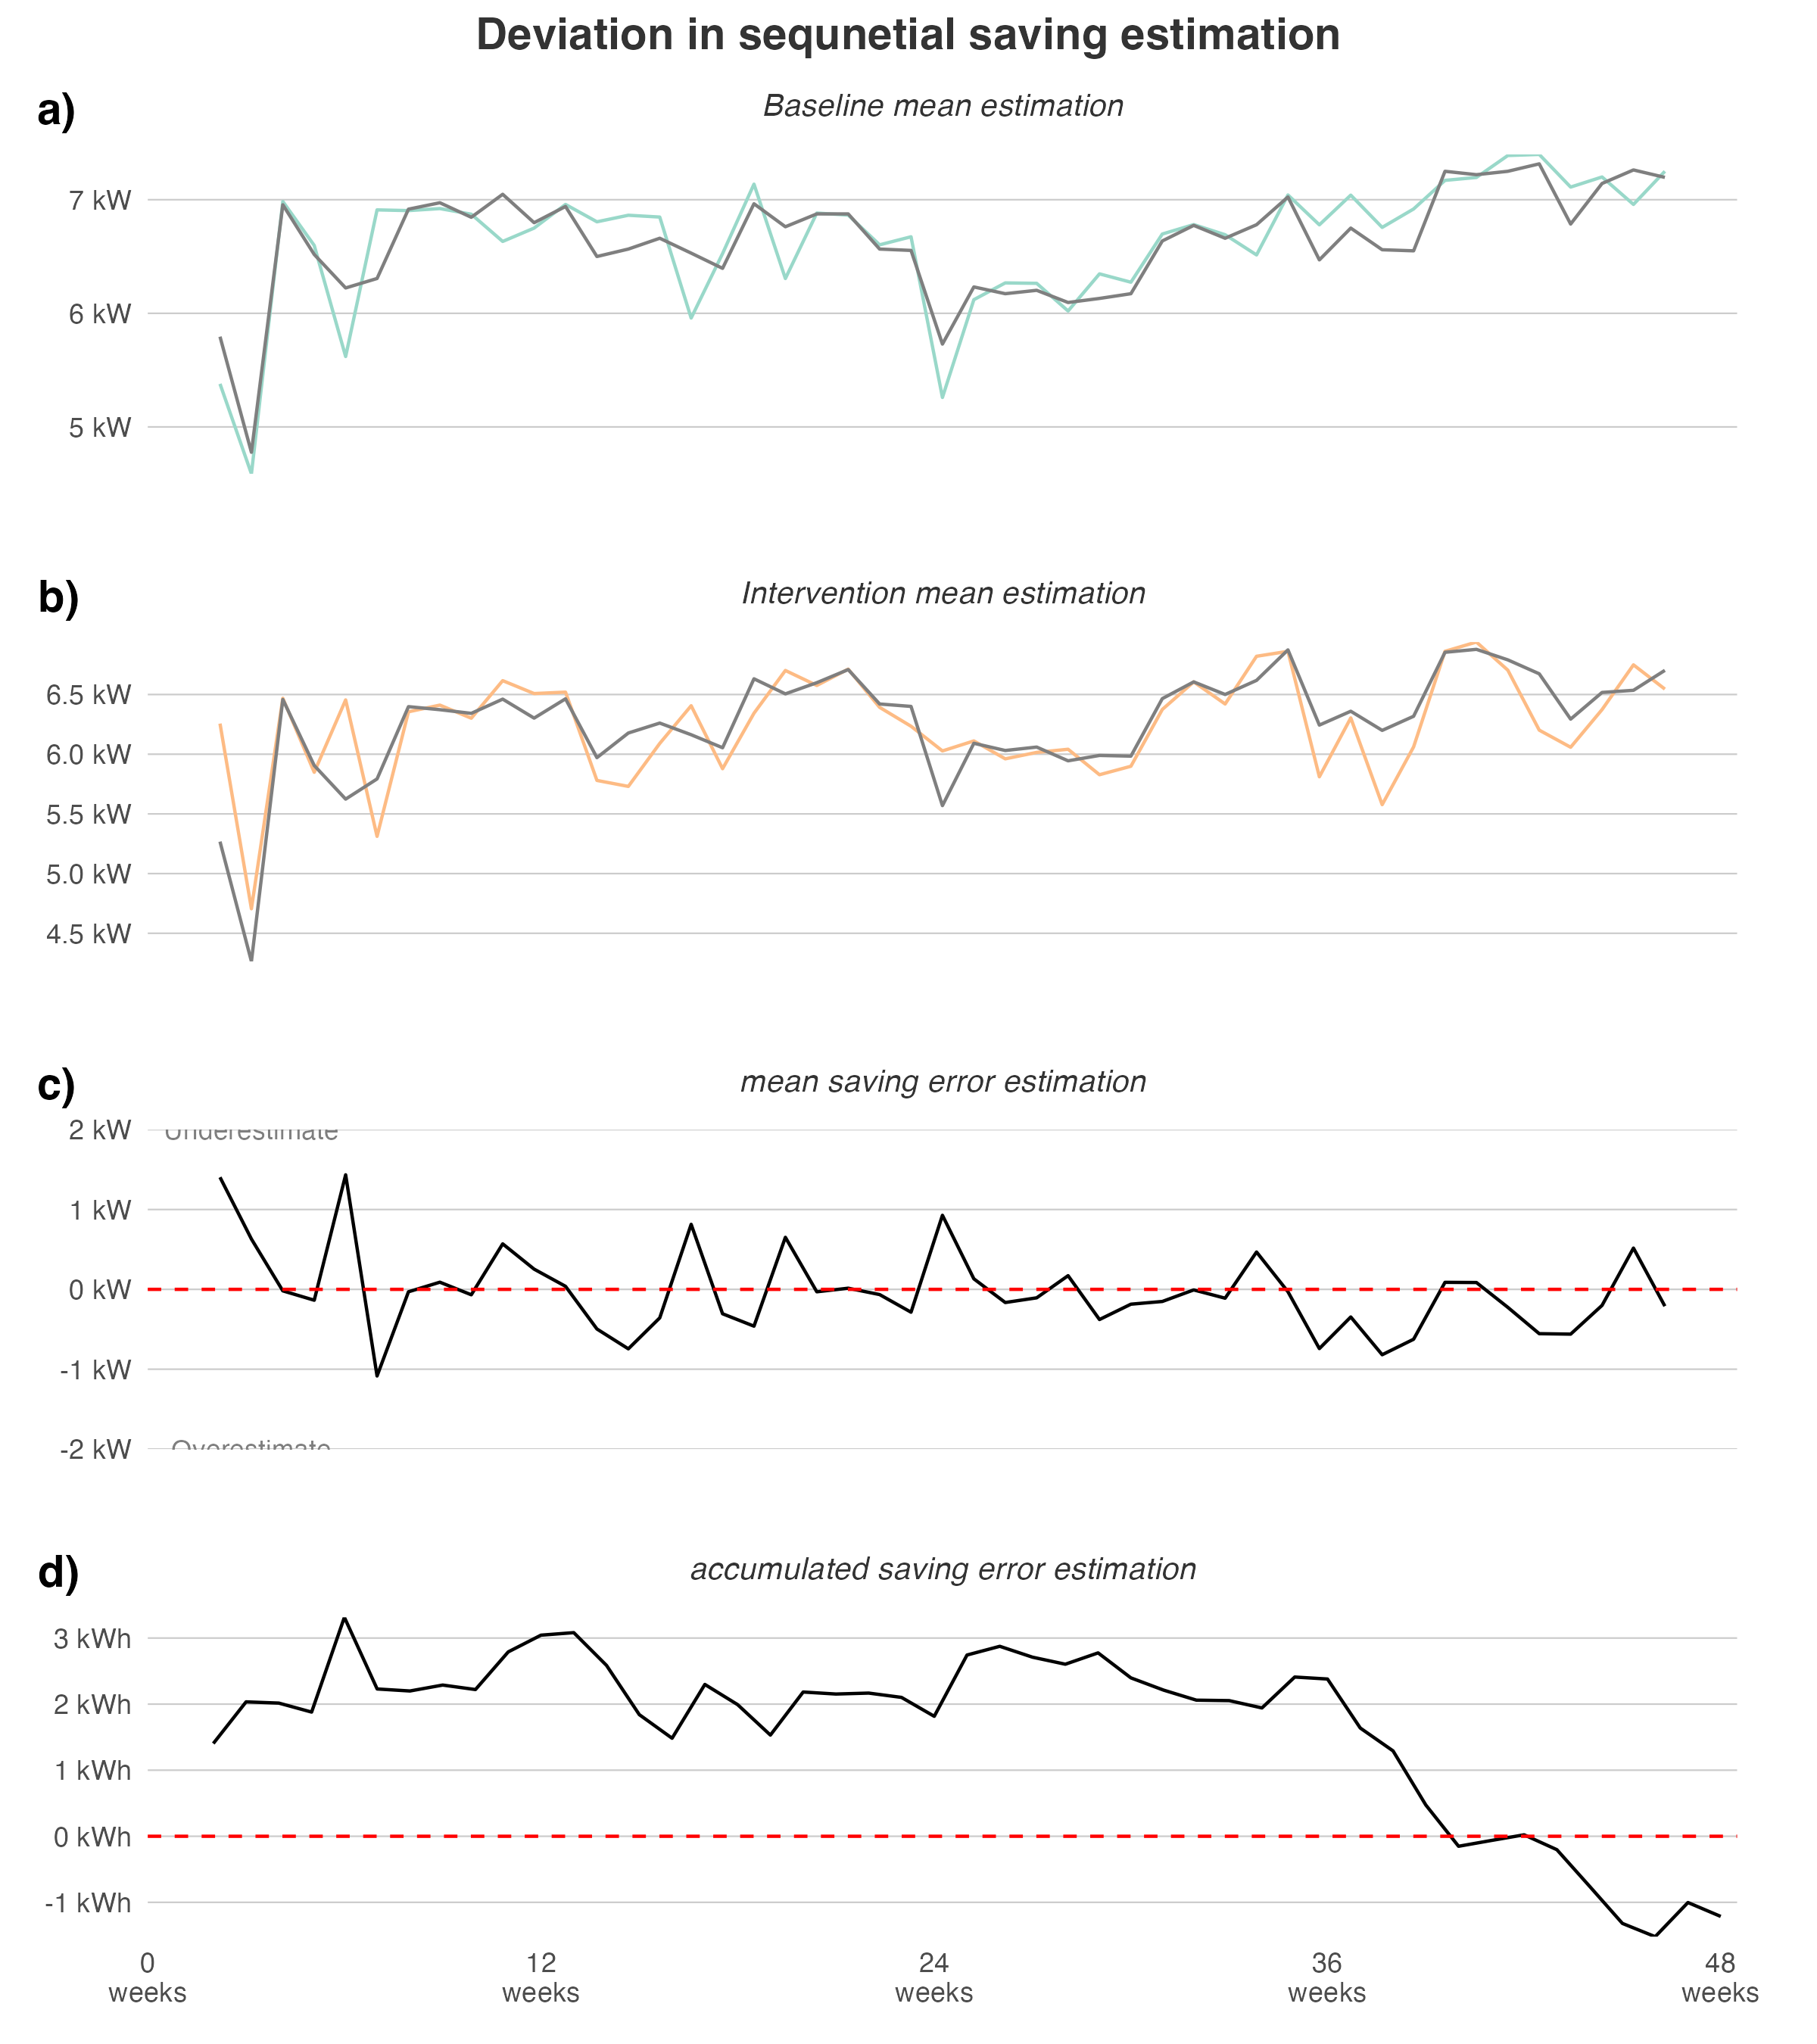 Deviation in sequnetial saving estimation
a)
Baseline mean estimation
7 kW
6 kW
5 kW
b)
Intervention mean estimation
6.5 kW
6.0 kW
5.5 kW
5.0 kW
4.5 kW
c)
mean saving error estimation
2 kW
Underestimate
1 kW
0 kW
-1 kW
-2 kW
Overestimate
d)
accumulated saving error estimation
3 kWh
2 kWh
1 kWh
0 kWh
-1 kWh
0 12 24 36 48
weeks weeks weeks weeks weeks